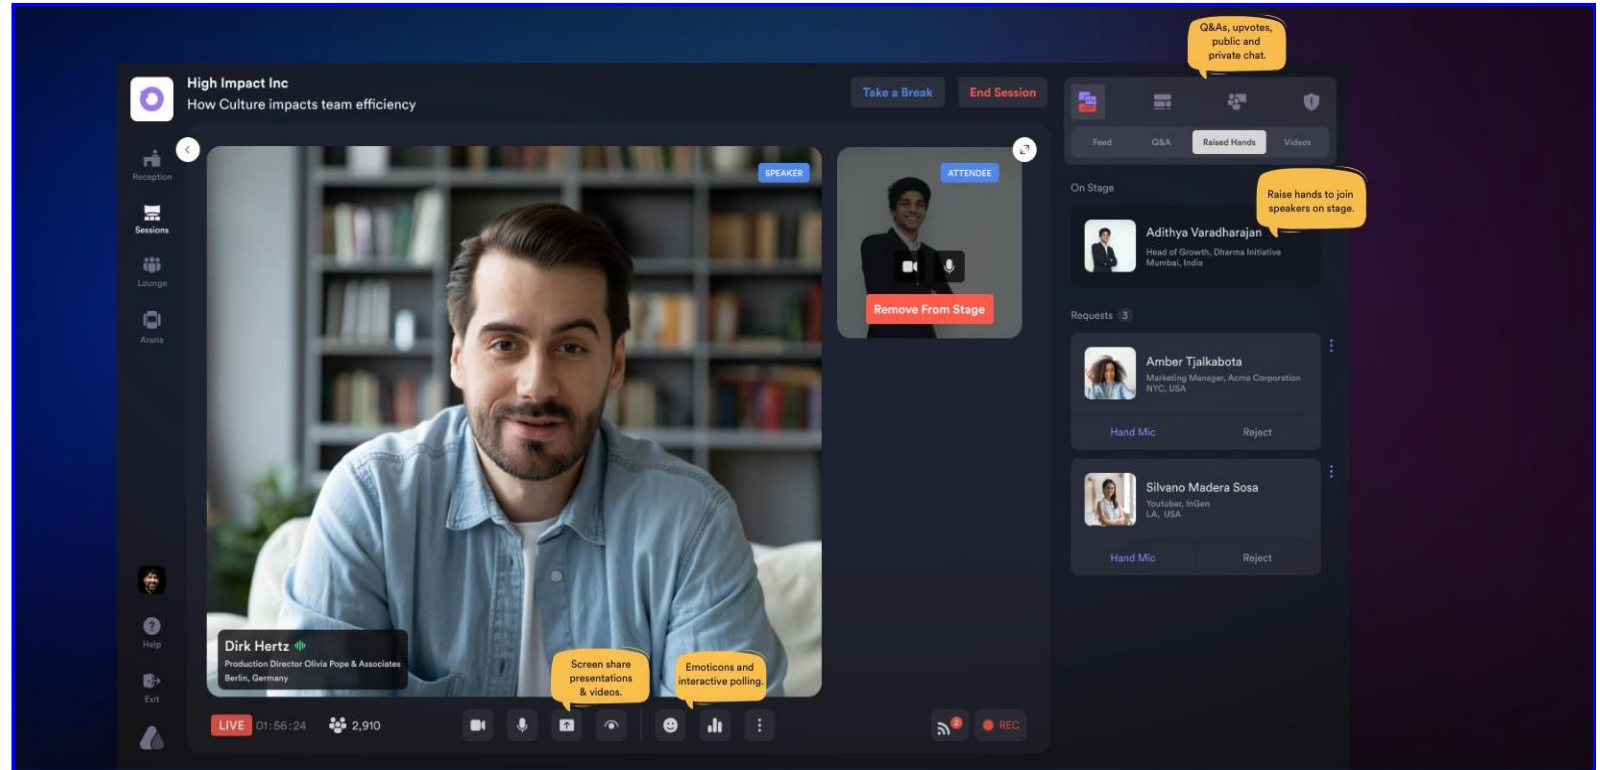 Q&As, upvotes,
public and
private chat.
High Impact Inc
How Culture impacts team efficiency
Take a Break
End Session
Feed
Q&A
Raised Hands
Videos
Reception
Sessions
Lounge
Arena
SPEAKER
ATTENDEE
Remove From Stage
On Stage
Raise hands to join
speakers on stage.
Adithya Varadharajan
Head of Growth, Dharma Initiative
Mumbai, India
Requests 3
Amber Tjalkabota
Marketing Manager, Acme Corporation
NYC, USA
Hand Mic
Reject
Silvano Madera Sosa
Youtuber, InGen
LA, USA
Hand Mic
Reject
Help
Exit
Dirk Hertz
Production Director Olivia Pope & Associates
Berlin, Germany
Screen share
presentations
& videos.
Emoticons and
interactive polling.
LIVE 01:56:24
2,910
2
REC